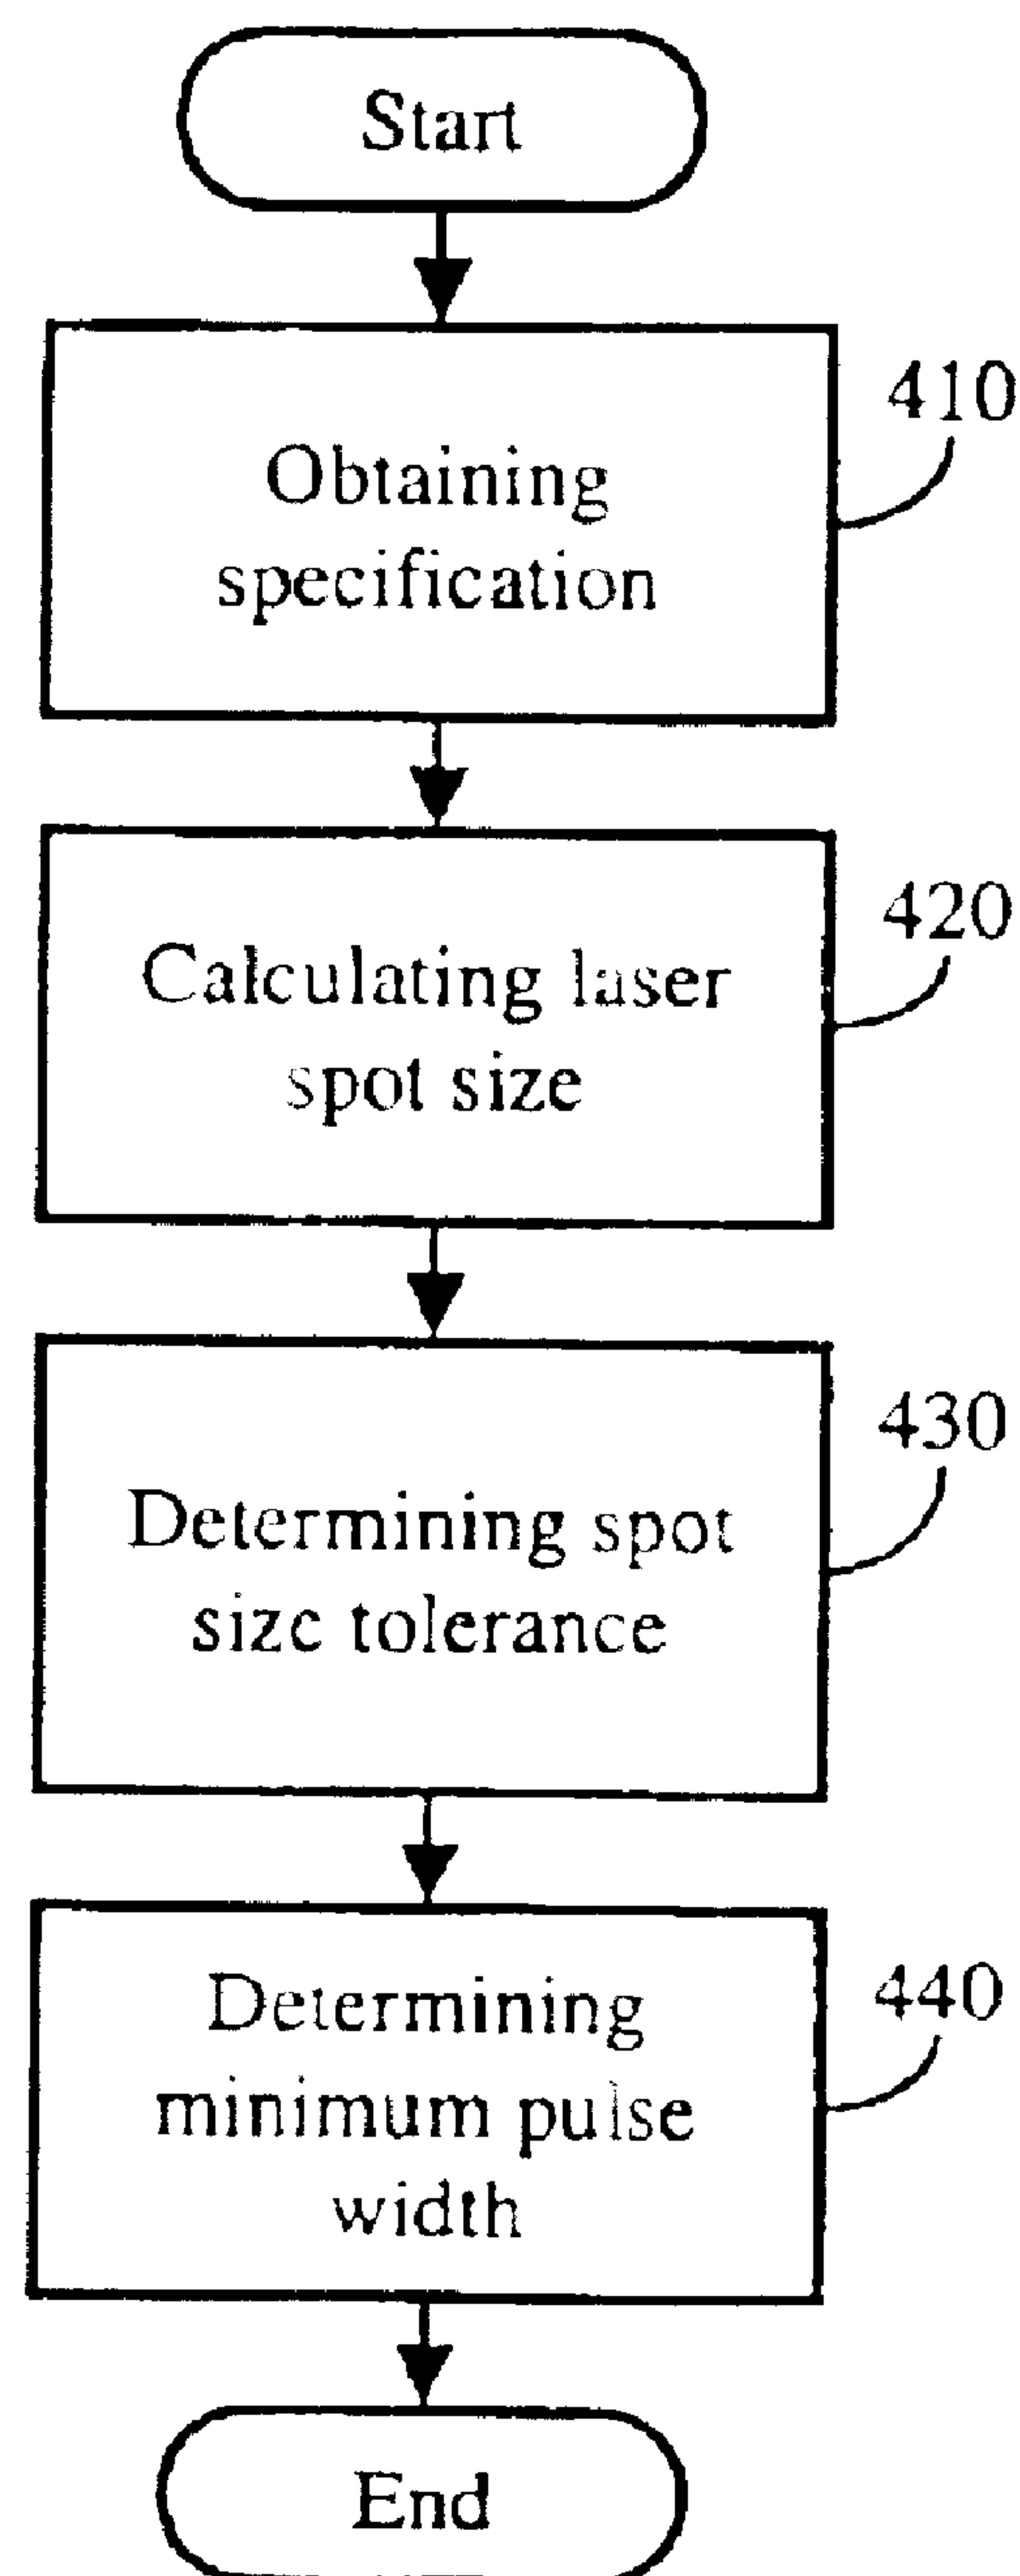 Start
410
Obtaining
specification
420
Calculating laser
spot size
430
Determining spot
size tolerance
440
Determining
minimum pulse
width
End